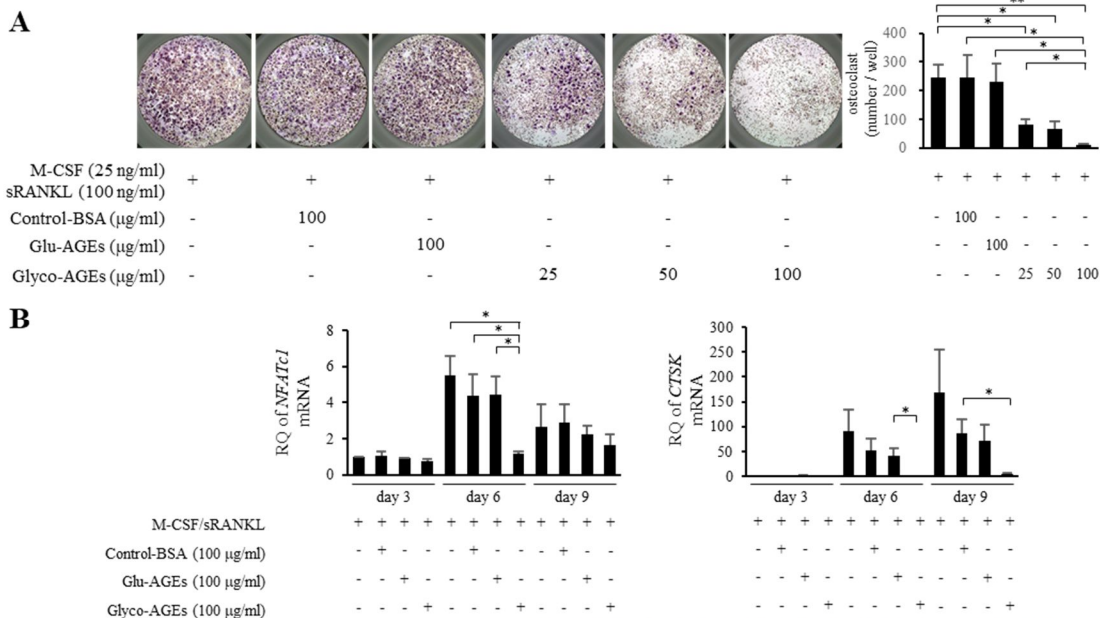 A
**
*
*
*
*
*
osteoclast
(number / well)
400
300
200
100
0
M-CSF (25 ng/ml)
sRANKL (100 ng/ml)
+ + + + + + + + + + + +
Control-BSA (μg/ml) - 100 - - - - - 100 - - - -
Glu-AGEs (μg/ml) - - 100 - - - - - 100 - - -
Glyco-AGEs (μg/ml) - - - 25 50 100 - - - 25 50 100
B
RQ of NFATc1
mRNA
8
6
4
2
0
*
*
*
day 3 day 6 day 9
RQ of CTSK
mRNA
300
250
200
150
100
50
0
*
*
day 3 day 6 day 9
M-CSF/sRANKL + + + + + + + + + + + + + + + + + + + + + + + +
Control-BSA (100 μg/ml) - + - - - + - - - + - - - + - - - + - - - + - -
Glu-AGEs (100 μg/ml) - - + - - - + - - - + - - - + - - - + - - - + -
Glyco-AGEs (100 μg/ml) - - - + - - - + - - - + - - - + - - - + - - - +